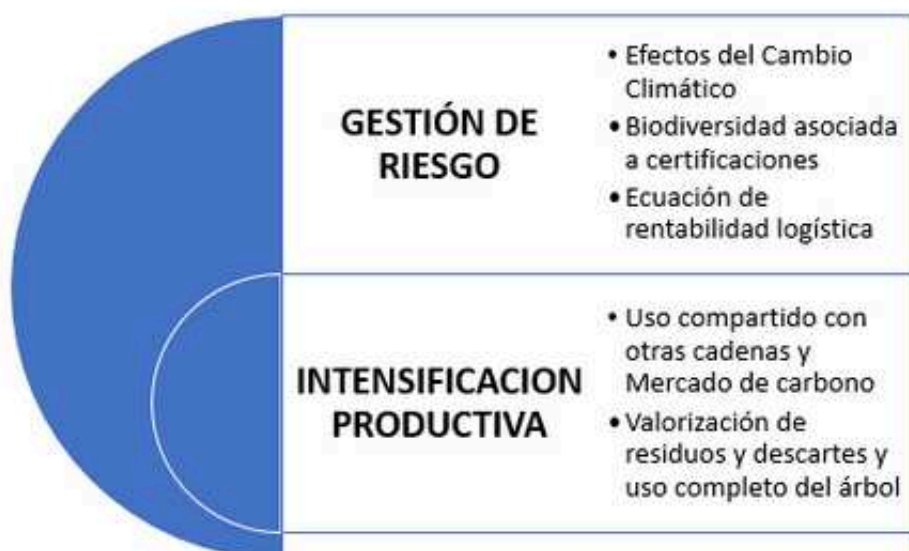 GESTIÓN DE
RIESGO
• Efectos del Cambio
Climático
• Biodiversidad asociada
a certificaciones
• Ecuación de
rentabilidad logística
INTENSIFICACION
PRODUCTIVA
• Uso compartido con
otras cadenas y
Mercado de carbono
• Valorización de
residuos y descartes y
uso completo del árbol